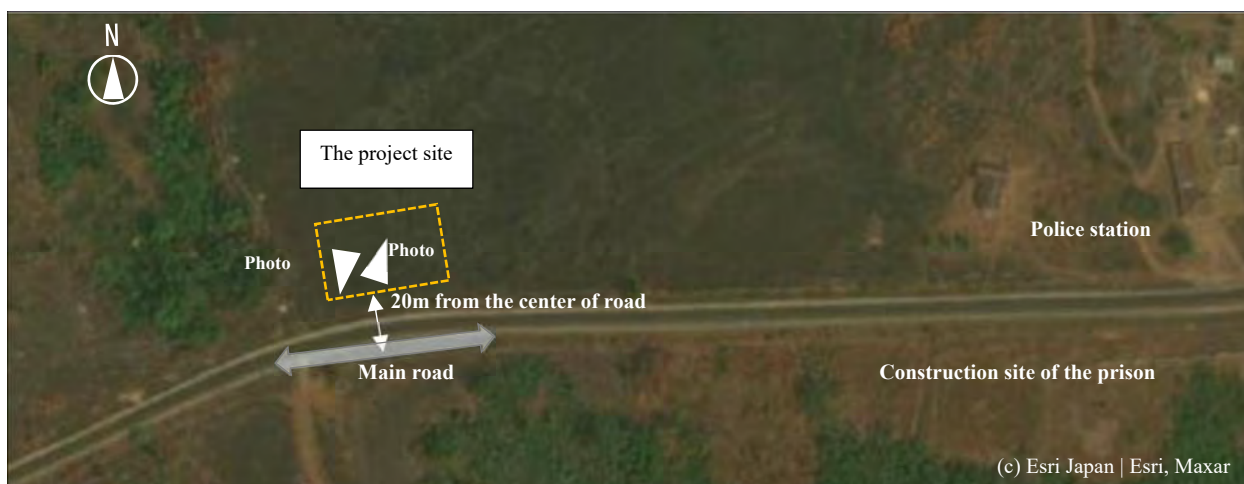 N
The project site
Photo
Photo
Police station
20m from the center of road
Main road
Construction site of the prison
(c) Esri Japan | Esri, Maxar